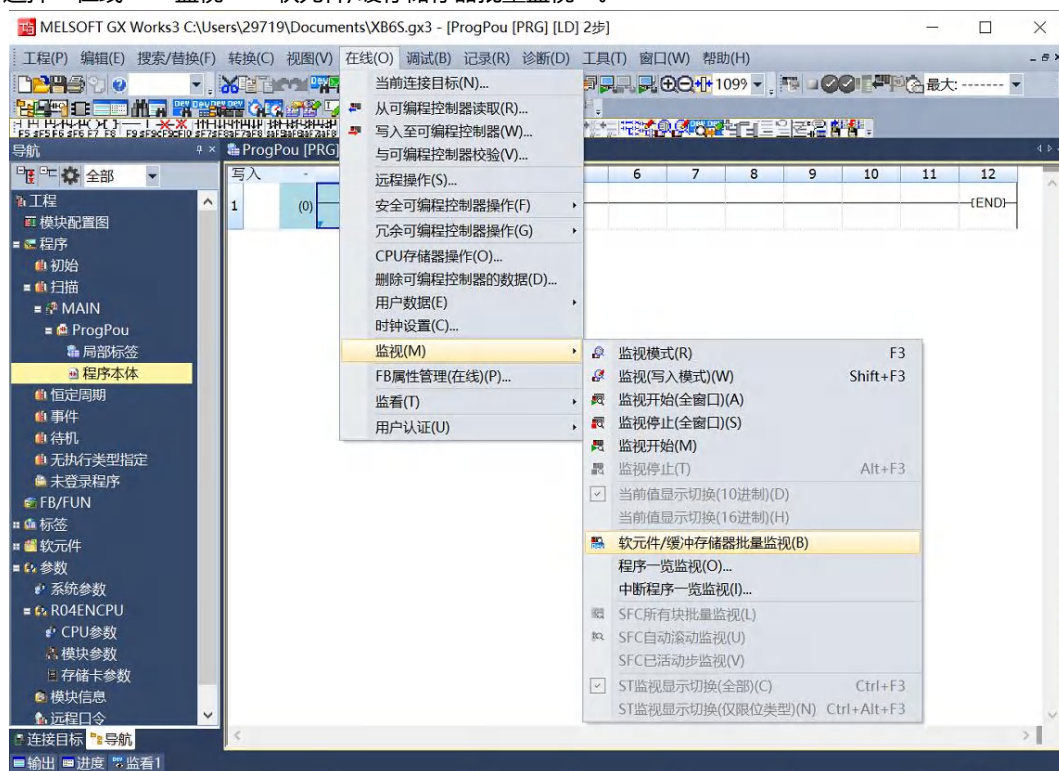 MELSOFT GX Works3 C:\Users\29719\Documents\XB6S.gx3 - [ProgPou [PRG] [LD] 2步]
工程(P) 编辑(E) 搜索/替换(F) 转换(C) 视图(V) 在线(O) 调试(B) 记录(R) 诊断(D) 工具(T) 窗口(W) 帮助(H)
109% 最大: -------
导航
ProgPou [PRG]
全部
工程
模块配置图
程序
初始
扫描
MAIN
ProgPou
局部标签
程序本体
恒定周期
事件
待机
无执行类型指定
未登录程序
FB/FUN
标签
软元件
参数
系统参数
R04ENCPU
CPU参数
模块参数
存储卡参数
模块信息
远程口令
连接目标 导航
输出 进度 监看1
写入 6 7 8 9 10 11 12
1 (0) [END]
当前连接目标(N)...
从可编程控制器读取(R)...
写入至可编程控制器(W)...
与可编程控制器校验(V)...
远程操作(S)...
安全可编程控制器操作(F)
冗余可编程控制器操作(G)
CPU存储器操作(O)...
删除可编程控制器的数据(D)...
用户数据(E)
时钟设置(C)...
监视(M)
FB属性管理(在线)(P)...
监看(T)
用户认证(U)
监视模式(R) F3
监视(写入模式)(W) Shift+F3
监视开始(全窗口)(A)
监视停止(全窗口)(S)
监视开始(M)
监视停止(T) Alt+F3
当前值显示切换(10进制)(D)
当前值显示切换(16进制)(H)
软元件/缓冲存储器批量监视(B)
程序一览监视(O)...
中断程序一览监视(I)...
SFC所有块批量监视(L)
SFC自动滚动监视(U)
SFC已活动步监视(V)
ST监视显示切换(全部)(C) Ctrl+F3
ST监视显示切换(仅限位类型)(N) Ctrl+Alt+F3